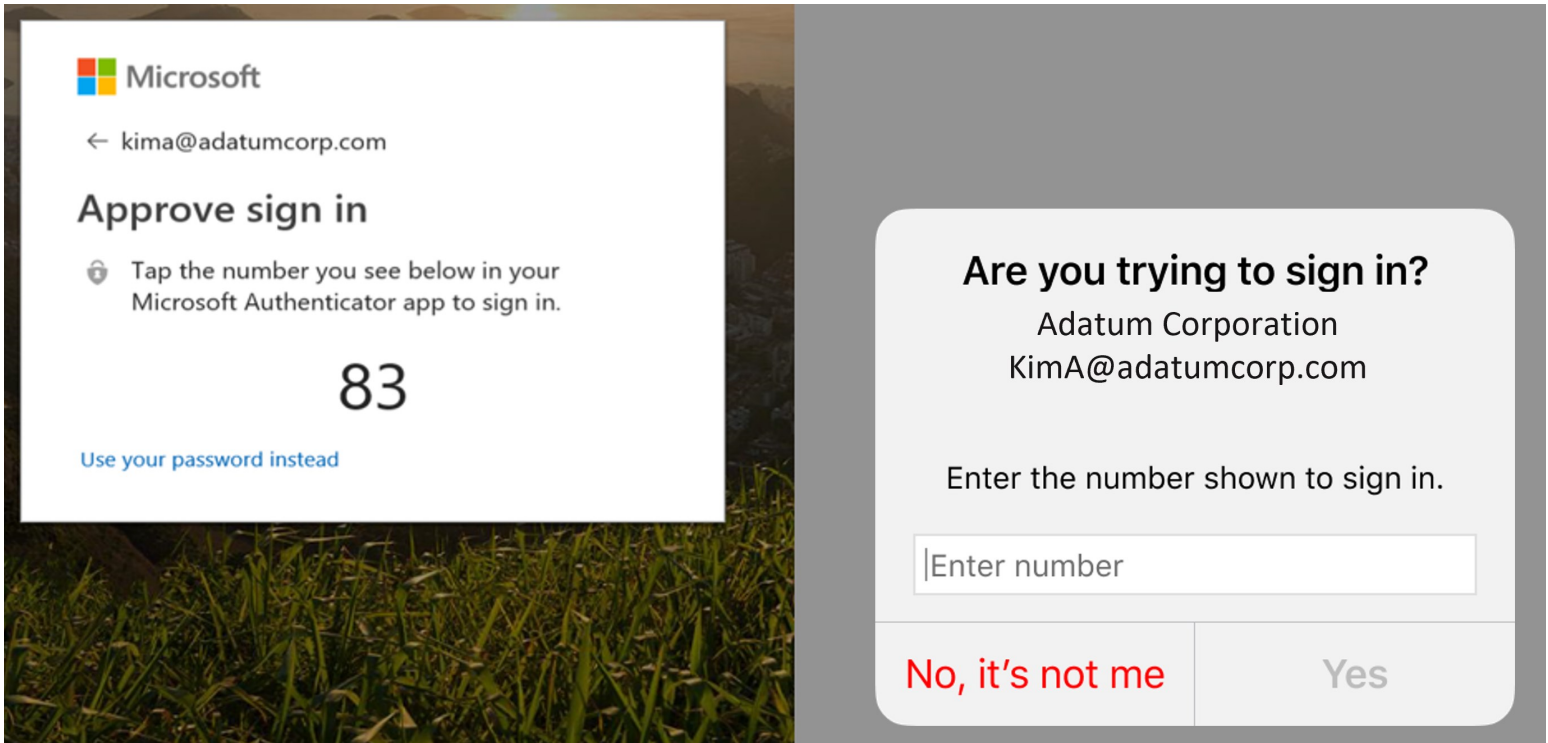 Microsoft
← kima@adatumcorp.com
Approve sign in
Tap the number you see below in your
Microsoft Authenticator app to sign in.
83
Use your password instead
Are you trying to sign in?
Adatum Corporation
KimA@adatumcorp.com
Enter the number shown to sign in.
Enter number
No, it's not me
Yes